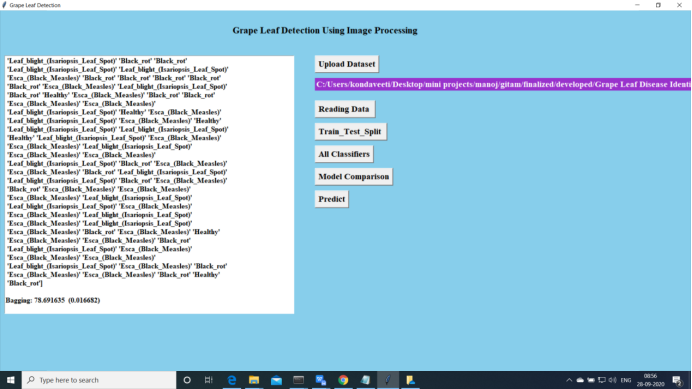 Grape Leaf Detection
Grape Leaf Detection Using Image Processing
'Leaf_blight_(Isariopsis_Leaf_Spot)' 'Black_rot' 'Black_rot'
'Leaf_blight_(Isariopsis_Leaf_Spot)' 'Leaf_blight_(Isariopsis_Leaf_Spot)'
'Esca_(Black_Measles)' 'Black_rot' 'Black_rot' 'Black_rot' 'Black_rot'
'Black_rot' 'Esca_(Black_Measles)' 'Leaf_blight_(Isariopsis_Leaf_Spot)'
'Black_rot' 'Healthy' 'Esca_(Black_Measles)' 'Black_rot' 'Black_rot'
'Esca_(Black_Measles)' 'Esca_(Black_Measles)'
'Leaf_blight_(Isariopsis_Leaf_Spot)' 'Healthy' 'Esca_(Black_Measles)'
'Leaf_blight_(Isariopsis_Leaf_Spot)' 'Esca_(Black_Measles)' 'Healthy'
'Leaf_blight_(Isariopsis_Leaf_Spot)' 'Leaf_blight_(Isariopsis_Leaf_Spot)'
'Healthy' 'Leaf_blight_(Isariopsis_Leaf_Spot)' 'Esca_(Black_Measles)'
'Esca_(Black_Measles)' 'Leaf_blight_(Isariopsis_Leaf_Spot)'
'Esca_(Black_Measles)' 'Esca_(Black_Measles)'
'Leaf_blight_(Isariopsis_Leaf_Spot)' 'Black_rot' 'Esca_(Black_Measles)'
'Esca_(Black_Measles)' 'Black_rot' 'Leaf_blight_(Isariopsis_Leaf_Spot)'
'Leaf_blight_(Isariopsis_Leaf_Spot)' 'Black_rot' 'Esca_(Black_Measles)'
'Black_rot' 'Esca_(Black_Measles)' 'Esca_(Black_Measles)'
'Esca_(Black_Measles)' 'Leaf_blight_(Isariopsis_Leaf_Spot)'
'Leaf_blight_(Isariopsis_Leaf_Spot)' 'Esca_(Black_Measles)'
'Esca_(Black_Measles)' 'Leaf_blight_(Isariopsis_Leaf_Spot)'
'Esca_(Black_Measles)' 'Leaf_blight_(Isariopsis_Leaf_Spot)'
'Esca_(Black_Measles)' 'Black_rot' 'Esca_(Black_Measles)' 'Healthy'
'Esca_(Black_Measles)' 'Esca_(Black_Measles)' 'Black_rot'
'Leaf_blight_(Isariopsis_Leaf_Spot)' 'Esca_(Black_Measles)'
'Esca_(Black_Measles)' 'Esca_(Black_Measles)'
'Leaf_blight_(Isariopsis_Leaf_Spot)' 'Esca_(Black_Measles)' 'Black_rot'
'Esca_(Black_Measles)' 'Esca_(Black_Measles)' 'Black_rot' 'Healthy'
'Black_rot']
Bagging: 78.691635 (0.016682)
Upload Dataset
C:/Users/kondaveeti/Desktop/mini projects/manoj/gitam/finalized/developed/Grape Leaf Disease Identi
Reading Data
Train_Test_Split
All Classifiers
Model Comparison
Predict
Type here to search
ENG
08:56
28-09-2020